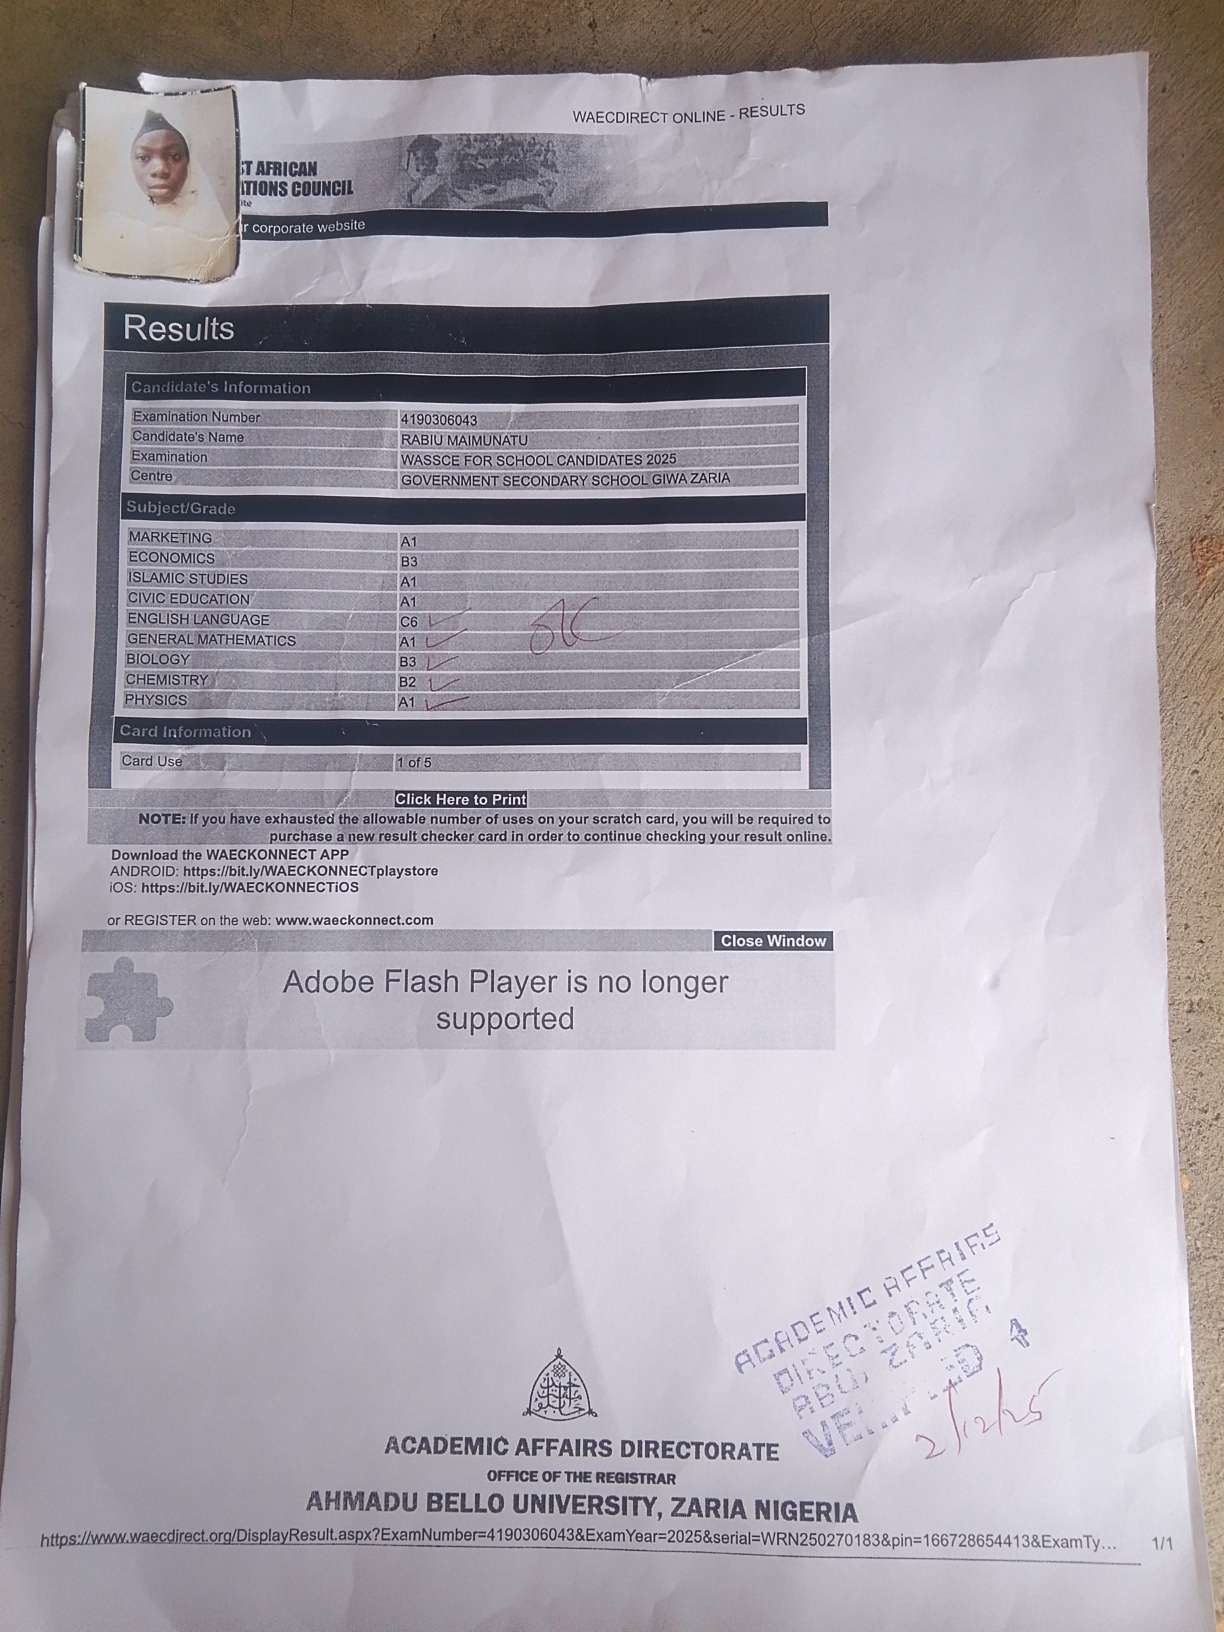 WAECDIRECT ONLINE - RESULTS
ST AFRICAN
ATIONS COUNCIL
ite
r corporate website
Results
Candidate's Information
Examination Number 4190306043
Candidate's Name RABIU MAIMUNATU
Examination WASSCE FOR SCHOOL CANDIDATES 2025
Centre GOVERNMENT SECONDARY SCHOOL GIWA ZARIA
Subject/Grade
MARKETING A1
ECONOMICS B3
ISLAMIC STUDIES A1
CIVIC EDUCATION A1
ENGLISH LANGUAGE C6
GENERAL MATHEMATICS A1
BIOLOGY B3
CHEMISTRY B2
PHYSICS A1
OK
Card Information
Card Use 1 of 5
Click Here to Print
NOTE: If you have exhausted the allowable number of uses on your scratch card, you will be required to
purchase a new result checker card in order to continue checking your result online.
Download the WAECKONNECT APP
ANDROID: https://bit.ly/WAECKONNECTplaystore
iOS: https://bit.ly/WAECKONNECTiOS
or REGISTER on the web: www.waeckonnect.com
Close Window
Adobe Flash Player is no longer
supported
ACADEMIC AFFAIRS
DIRECTORATE
ABU, ZARIA
4
2/12/25
ACADEMIC AFFAIRS DIRECTORATE
OFFICE OF THE REGISTRAR
AHMADU BELLO UNIVERSITY, ZARIA NIGERIA
https://www.waecdirect.org/DisplayResult.aspx?ExamNumber=4190306043&ExamYear=2025&serial=WRN250270183&pin=166728654413&ExamTy... 1/1